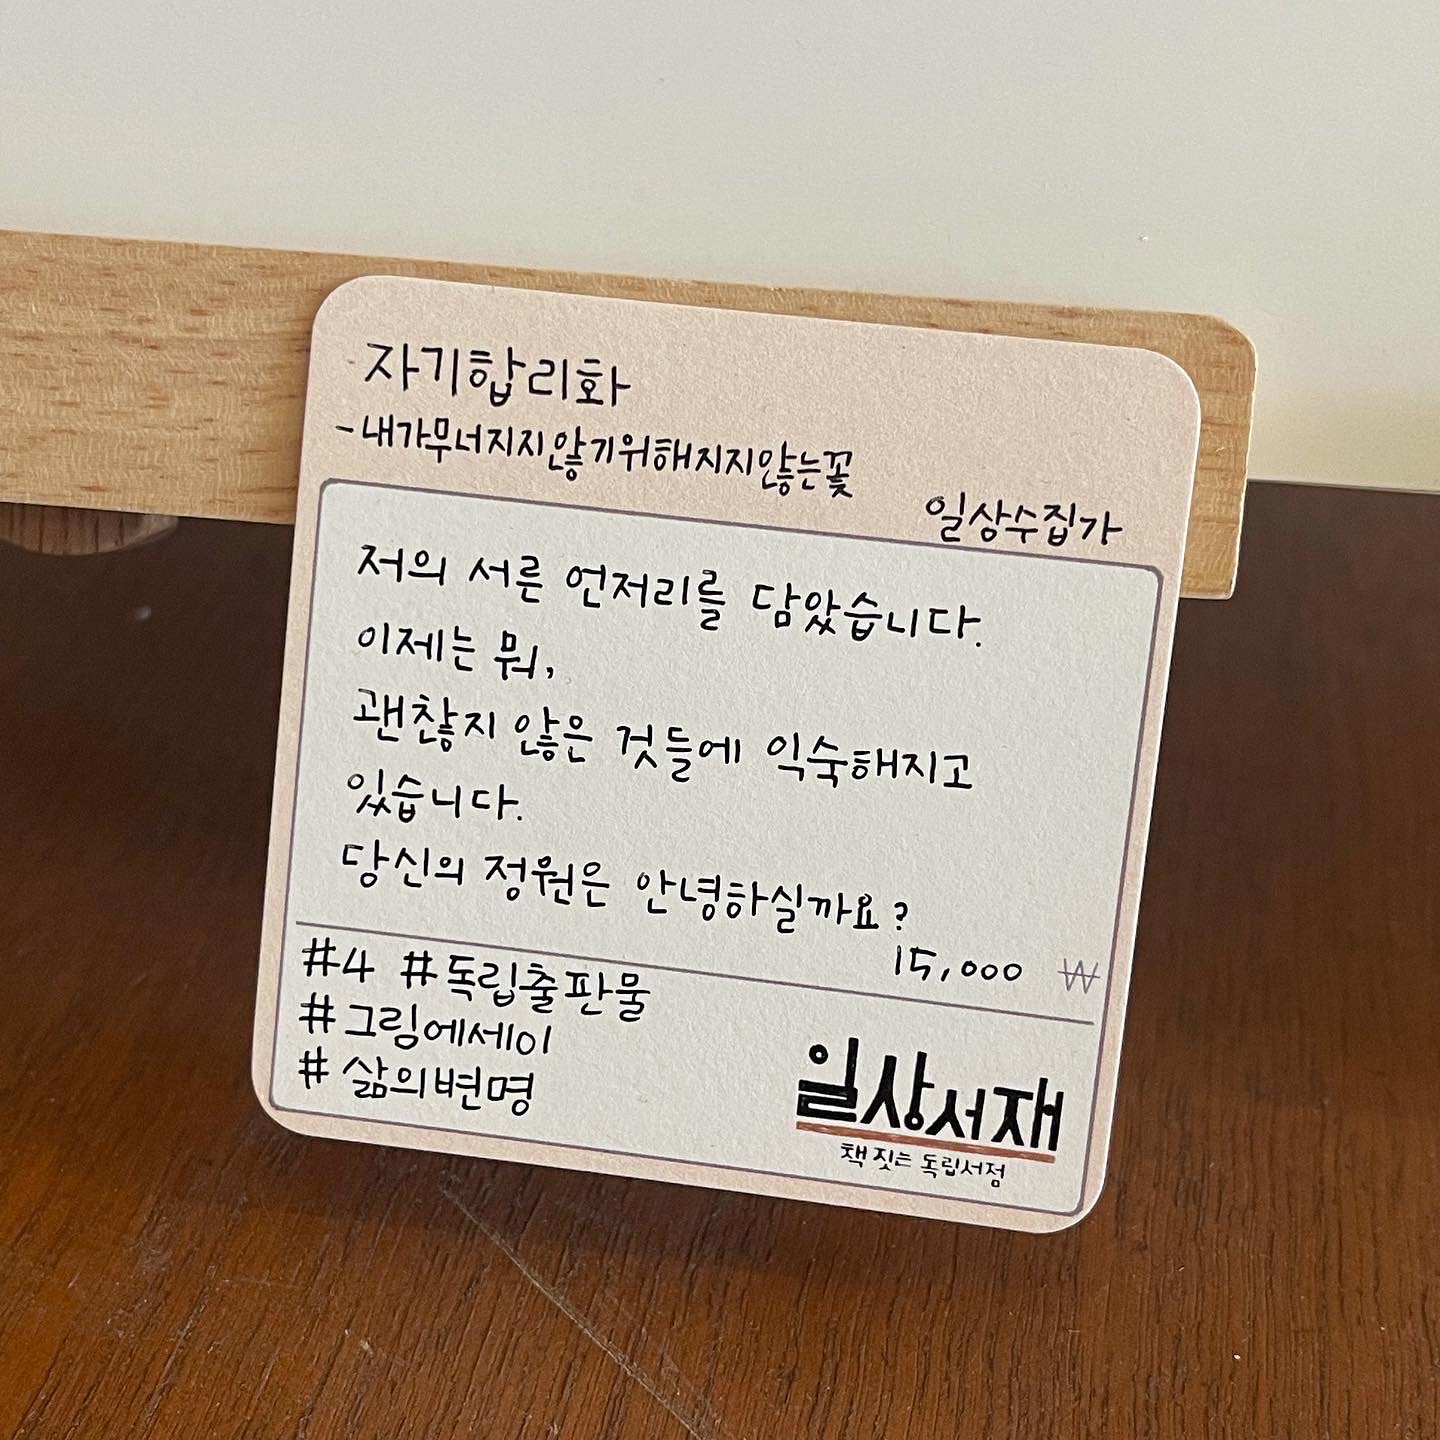 자기합리화
-내가무너지지않기위해지지않는꽃
일상수집가
저의 서른 언저리를 담았습니다.
이제는 뭐,
괜찮지 않은 것들에 익숙해지고
있습니다.
당신의 정원은 안녕하실까요?
15,000 ₩
#4 #독립출판물
#그림에세이
#삶의변명
일상서재
책 짓는 독립서점